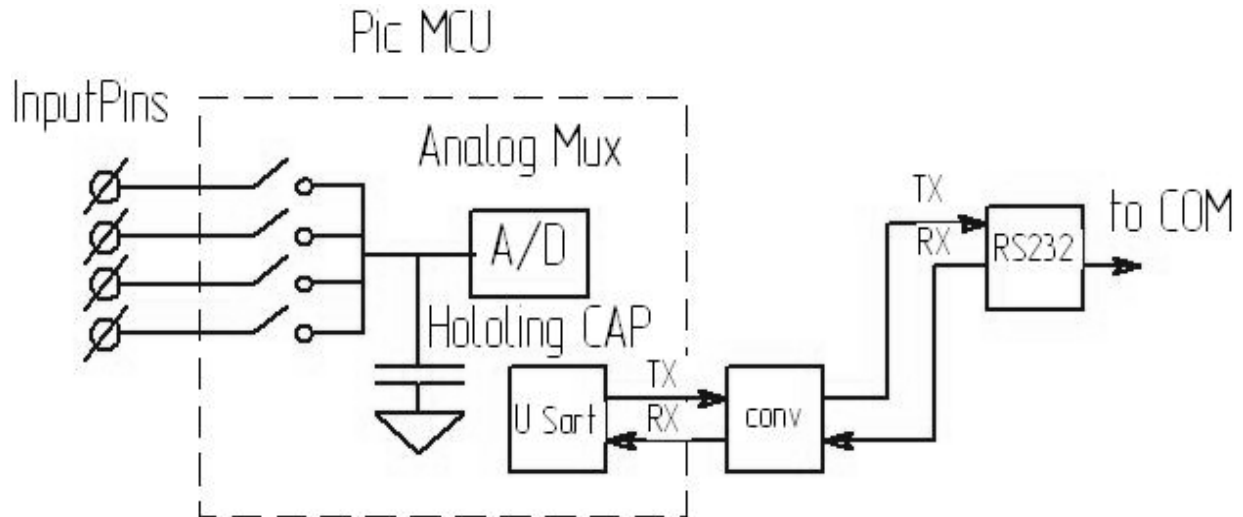 Pic MCU
InputPins
Analog Mux
A/D
Hololing CAP
U Sart
TX
RX
conv
TX
RX
RS232
to COM